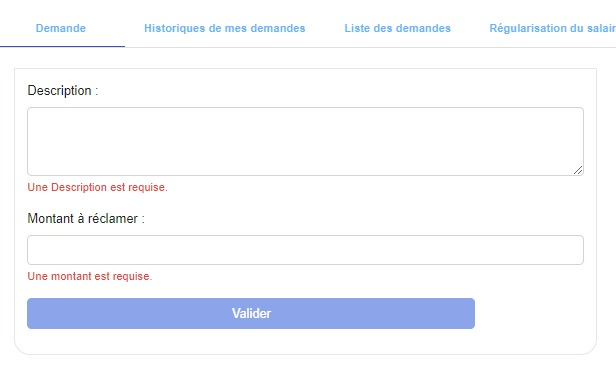 Demande Historiques de mes demandes Liste des demandes Régularisation du salair
Description :
Une Description est requise.
Montant à réclamer :
Une montant est requise.
Valider